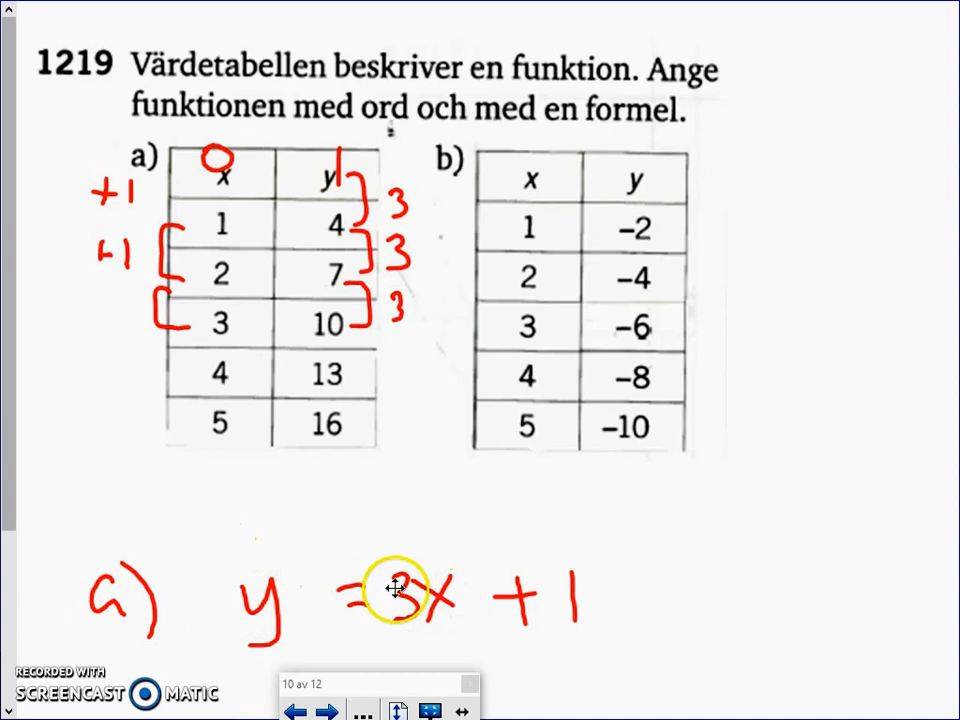 1219 Värdetabellen beskriver en funktion. Ange
funktionen med ord och med en formel.
a)
0 1
x y
1 4
2 7
3 10
4 13
5 16
+1
+1
3
3
3
b)
x y
1 –2
2 –4
3 –6
4 –8
5 –10
a) y = 3x + 1
RECORDED WITH
SCREENCAST MATIC
10 av 12
...